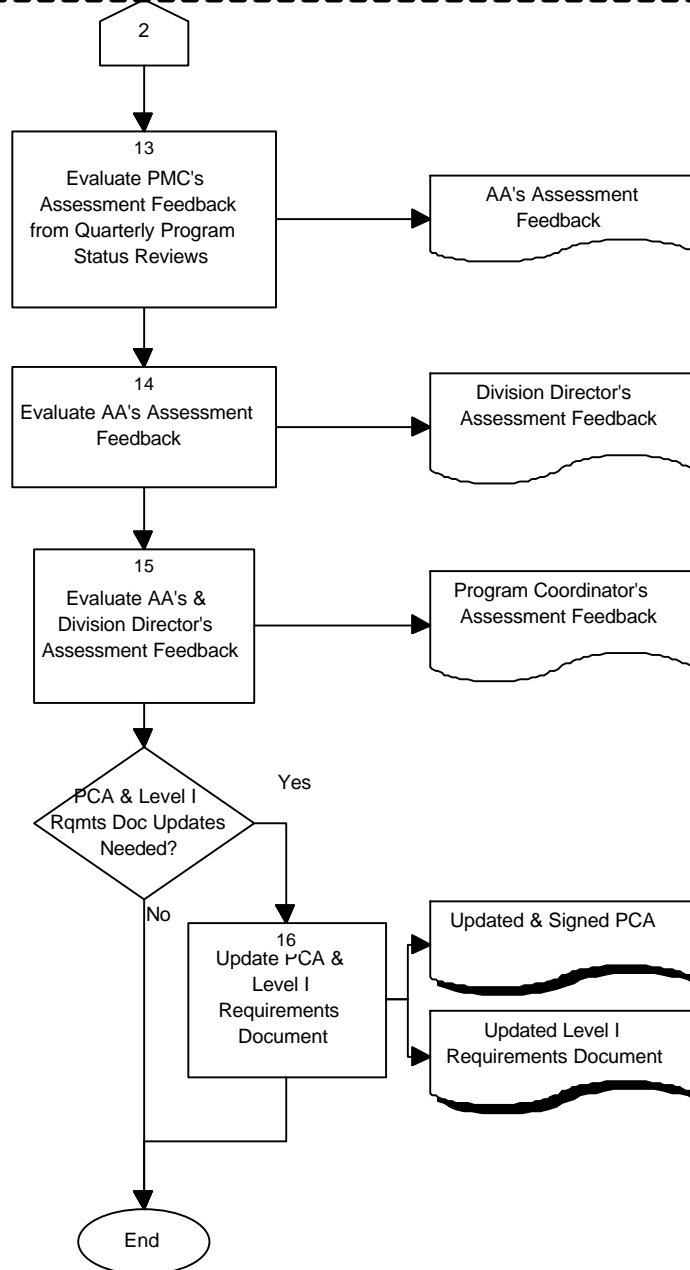 2
13
Evaluate PMC's
Assessment Feedback
from Quarterly Program
Status Reviews
AA's Assessment
Feedback
14
Evaluate AA's Assessment
Feedback
Division Director's
Assessment Feedback
15
Evaluate AA's &
Division Director's
Assessment Feedback
Program Coordinator's
Assessment Feedback
PCA & Level I
Rqmts Doc Updates
Needed?
Yes
No
16
Update PCA &
Level I
Requirements
Document
Updated & Signed PCA
Updated Level I
Requirements Document
End